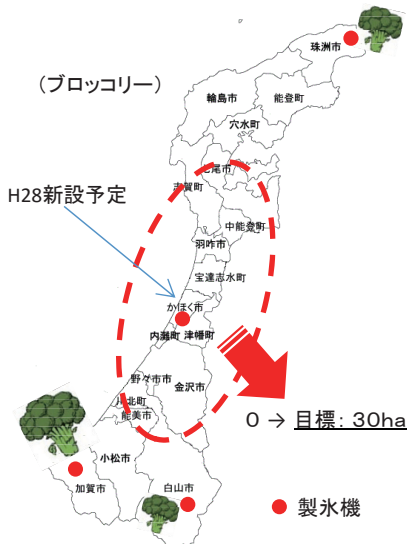 珠洲市
(ブロッコリー)
輪島市
能登町
穴水町
七尾市
志賀町
H28新設予定
中能登町
羽咋市
宝達志水町
かほく市
内灘町
津幡町
野々市市
金沢市
川北町
能美市
0 → 目標: 30ha
小松市
加賀市
白山市
製氷機